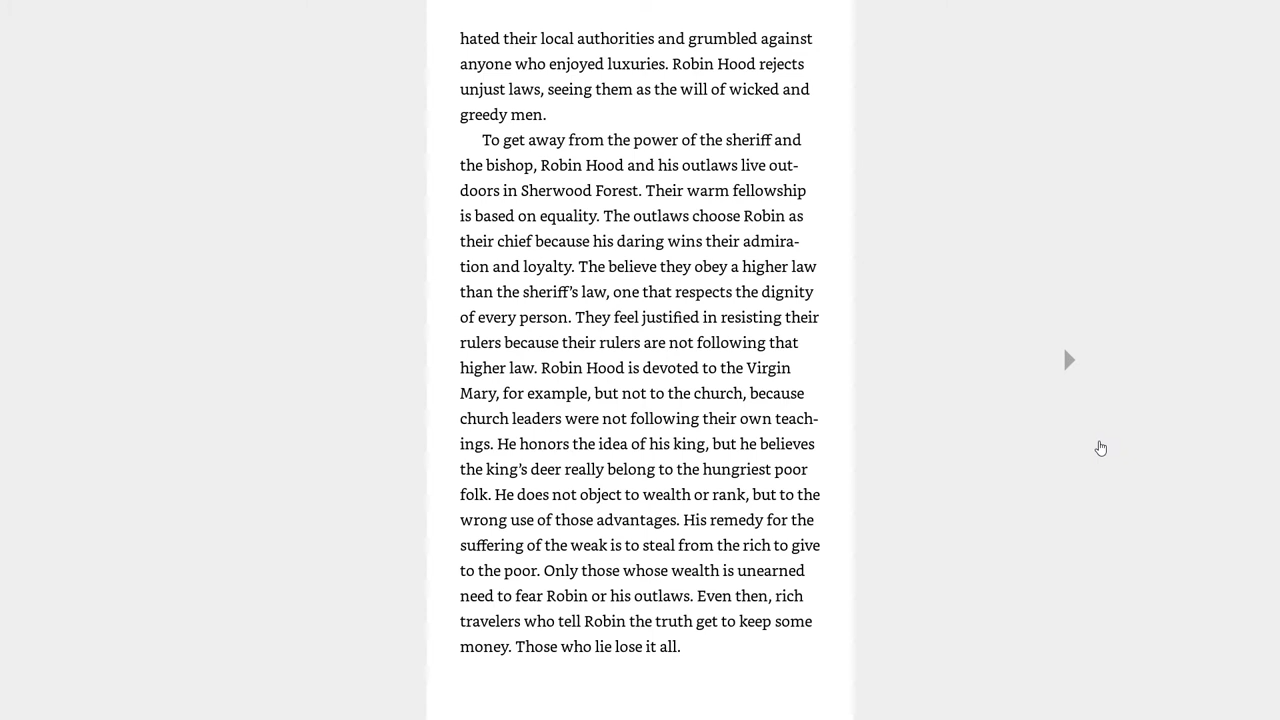 hated their local authorities and grumbled against
anyone who enjoyed luxuries. Robin Hood rejects
unjust laws, seeing them as the will of wicked and
greedy men.
To get away from the power of the sheriff and
the bishop, Robin Hood and his outlaws live out-
doors in Sherwood Forest. Their warm fellowship
is based on equality. The outlaws choose Robin as
their chief because his daring wins their admira-
tion and loyalty. The believe they obey a higher law
than the sheriff’s law, one that respects the dignity
of every person. They feel justified in resisting their
rulers because their rulers are not following that
higher law. Robin Hood is devoted to the Virgin
Mary, for example, but not to the church, because
church leaders were not following their own teach-
ings. He honors the idea of his king, but he believes
the king’s deer really belong to the hungriest poor
folk. He does not object to wealth or rank, but to the
wrong use of those advantages. His remedy for the
suffering of the weak is to steal from the rich to give
to the poor. Only those whose wealth is unearned
need to fear Robin or his outlaws. Even then, rich
travelers who tell Robin the truth get to keep some
money. Those who lie lose it all.